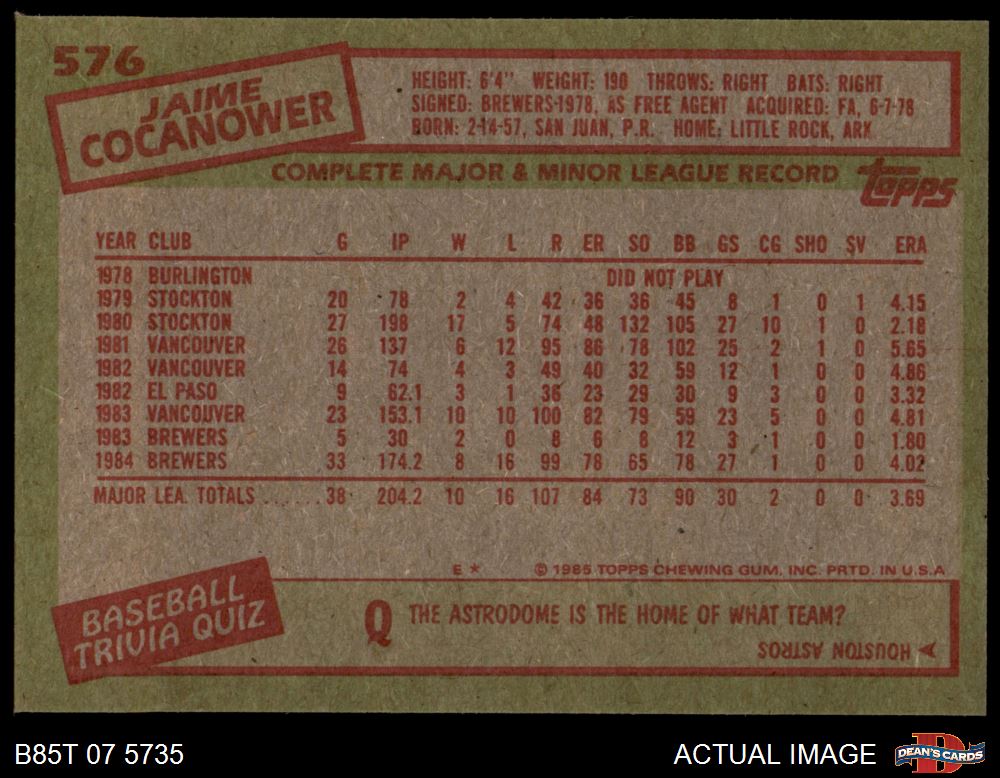 576
JAIME
COCANOWER
HEIGHT: 6'4" WEIGHT: 190 THROWS: RIGHT BATS: RIGHT
SIGNED: BREWERS-1978, AS FREE AGENT ACQUIRED: FA, 6-7-78
BORN: 2-14-57, SAN JUAN, P.R. HOME: LITTLE ROCK, ARK
COMPLETE MAJOR & MINOR LEAGUE RECORD
topps
YEAR CLUB G IP W L R ER SO BB GS CG SHO SV ERA
1978 BURLINGTON DID NOT PLAY
1979 STOCKTON 20 78 2 4 42 36 36 45 8 1 0 1 4.15
1980 STOCKTON 27 198 17 5 74 48 132 105 27 10 1 0 2.18
1981 VANCOUVER 26 137 6 12 95 86 78 102 25 2 1 0 5.65
1982 VANCOUVER 14 74 4 3 49 40 32 59 12 1 0 0 4.86
1982 EL PASO 9 62.1 3 1 36 23 29 30 9 3 0 0 3.32
1983 VANCOUVER 23 153.1 10 10 100 82 79 59 23 5 0 0 4.81
1983 BREWERS 5 30 2 0 8 6 8 12 3 1 0 0 1.80
1984 BREWERS 33 174.2 8 16 99 78 65 78 27 1 0 0 4.02
MAJOR LEA. TOTALS ...... 38 204.2 10 16 107 84 73 90 30 2 0 0 3.69
E * © 1985 TOPPS CHEWING GUM, INC. PRTD. IN U.S.A
BASEBALL
TRIVIA QUIZ
Q THE ASTRODOME IS THE HOME OF WHAT TEAM?
HOUSTON ASTROS
B85T 07 5735
ACTUAL IMAGE
D
DEAN'S CARDS